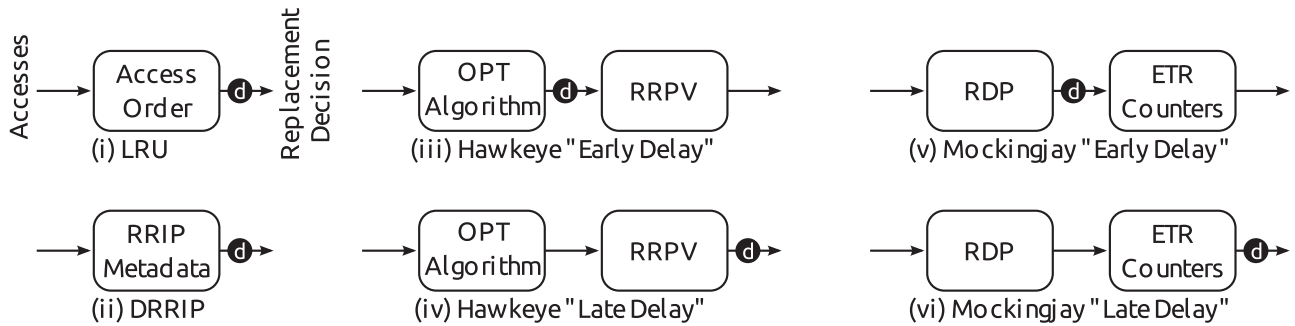 Accesses
Access
Order
d
(i) LRU
Replacement
Decision
OPT
Algorithm
d
RRPV
(iii) Hawkeye "Early Delay"
RDP
d
ETR
Counters
(v) Mockingjay "Early Delay"
RRIP
Metadata
d
(ii) DRRIP
OPT
Algorithm
RRPV
d
(iv) Hawkeye "Late Delay"
RDP
ETR
Counters
d
(vi) Mockingjay "Late Delay"